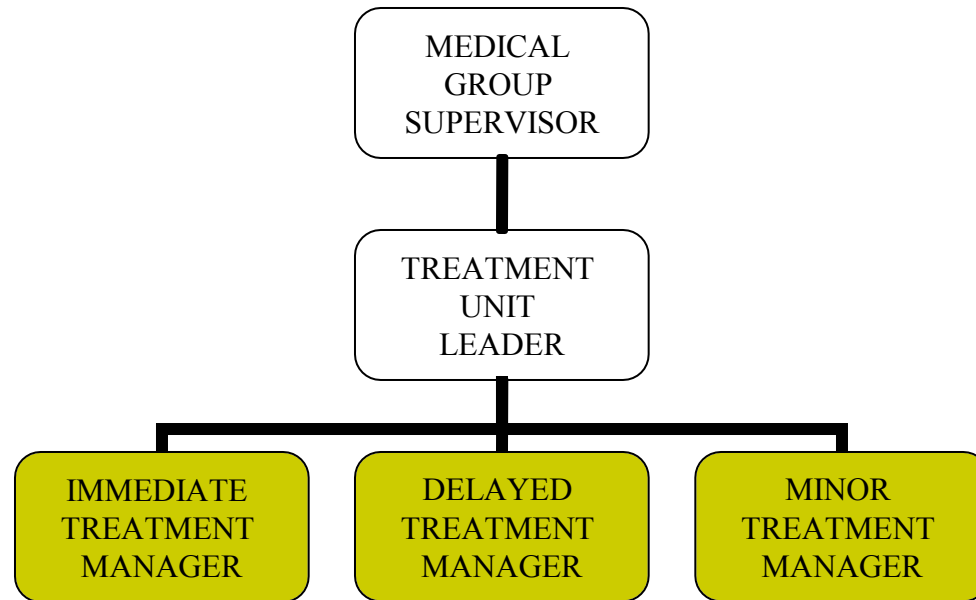 MEDICAL
GROUP
SUPERVISOR
TREATMENT
UNIT
LEADER
IMMEDIATE
TREATMENT
MANAGER
DELAYED
TREATMENT
MANAGER
MINOR
TREATMENT
MANAGER